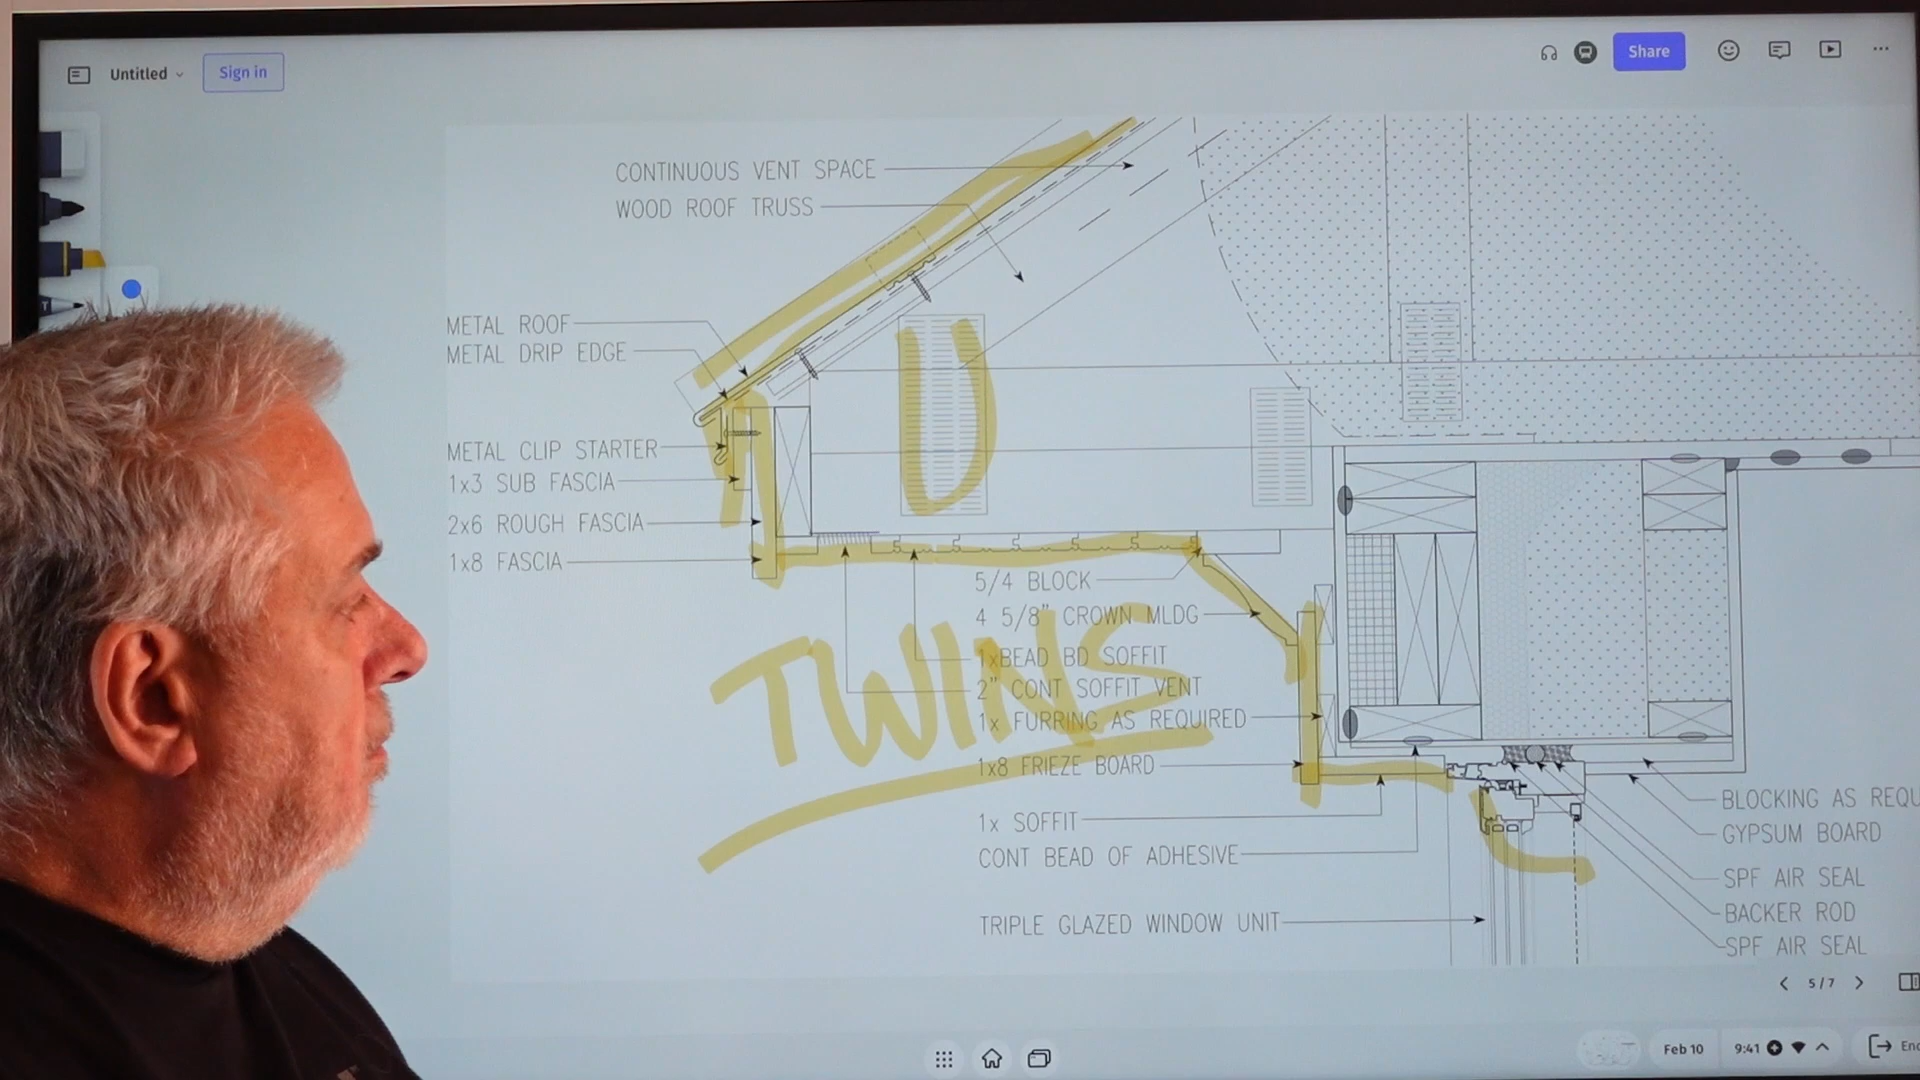 Untitled
Sign in
Share
CONTINUOUS VENT SPACE
WOOD ROOF TRUSS
METAL ROOF
METAL DRIP EDGE
METAL CLIP STARTER
1x3 SUB FASCIA
2x6 ROUGH FASCIA
1x8 FASCIA
U
5/4 BLOCK
4 5/8" CROWN MLDG
1xBEAD BD SOFFIT
2" CONT SOFFIT VENT
1x FURRING AS REQUIRED
1x8 FRIEZE BOARD
TWINS
1x SOFFIT
CONT BEAD OF ADHESIVE
TRIPLE GLAZED WINDOW UNIT
BLOCKING AS REQU
GYPSUM BOARD
SPF AIR SEAL
BACKER ROD
SPF AIR SEAL
5/7
Feb 10
9:41
En